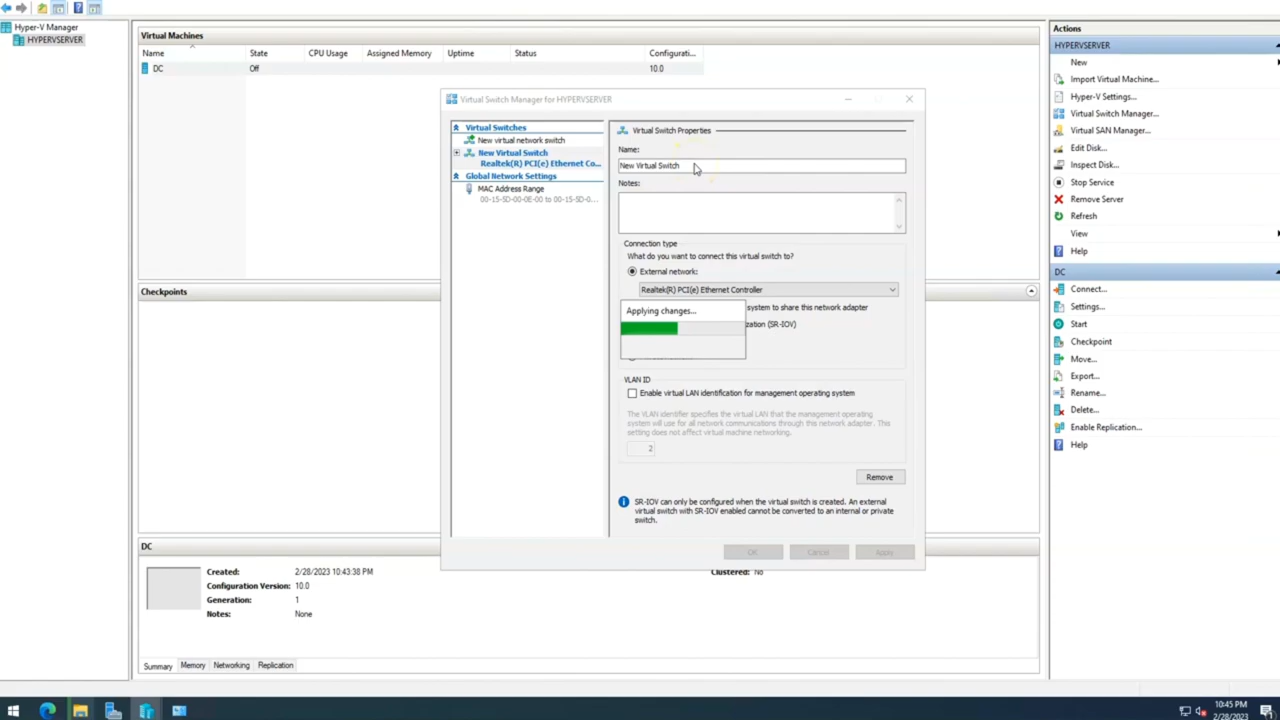 Hyper-V Manager
HYPERVSERVER
Virtual Machines
Name State CPU Usage Assigned Memory Uptime Status Configurati...
DC Off 10.0
Checkpoints
DC
Created: 2/28/2023 10:43:38 PM Clustered: No
Configuration Version: 10.0
Generation: 1
Notes: None
Summary Memory Networking Replication
Virtual Switch Manager for HYPERVSERVER
Virtual Switches
New virtual network switch
New Virtual Switch
Realtek(R) PCI(e) Ethernet Co...
Global Network Settings
MAC Address Range
00-15-5D-00-0E-00 to 00-15-5D-0...
Virtual Switch Properties
Name:
New Virtual Switch
Notes:
Connection type
What do you want to connect this virtual switch to?
External network:
Realtek(R) PCI(e) Ethernet Controller
system to share this network adapter
Applying changes...
zation (SR-IOV)
VLAN ID
Enable virtual LAN identification for management operating system
The VLAN identifier specifies the virtual LAN that the management operating
system will use for all network communications through this network adapter. This
setting does not affect virtual machine networking.
2
Remove
SR-IOV can only be configured when the virtual switch is created. An external
virtual switch with SR-IOV enabled cannot be converted to an internal or private
switch.
OK Cancel Apply
Actions
HYPERVSERVER
New
Import Virtual Machine...
Hyper-V Settings...
Virtual Switch Manager...
Virtual SAN Manager...
Edit Disk...
Inspect Disk...
Stop Service
Remove Server
Refresh
View
Help
DC
Connect...
Settings...
Start
Checkpoint
Move...
Export...
Rename...
Delete...
Enable Replication...
Help
10:45 PM
2/28/2023